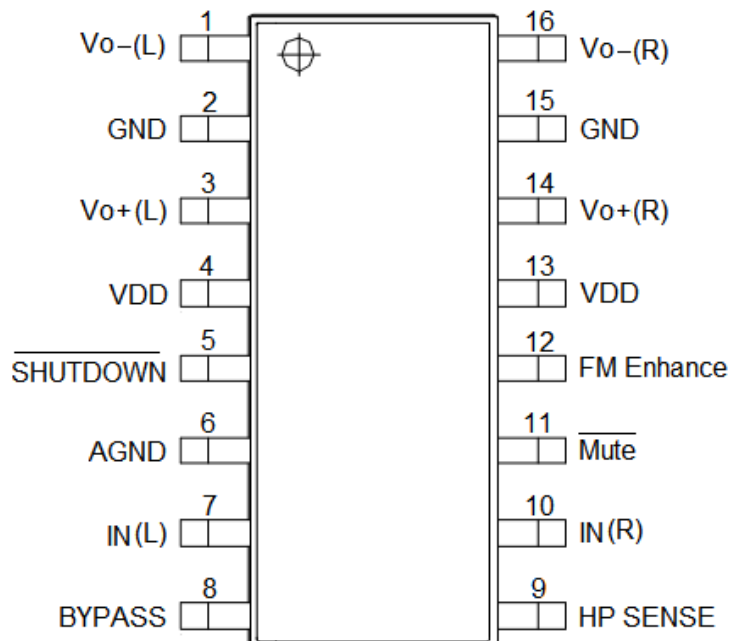 1 16
Vo−(L) Vo−(R)
2 15
GND GND
3 14
Vo+(L) Vo+(R)
4 13
VDD VDD
5 12
SHUTDOWN FM Enhance
6 11
AGND Mute
7 10
IN(L) IN(R)
8 9
BYPASS HP SENSE